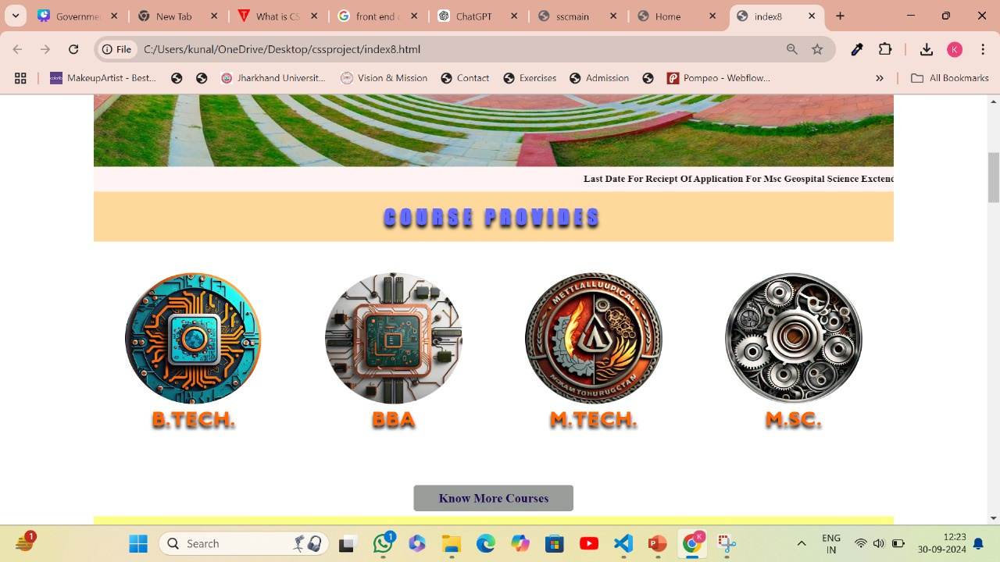 Governme
New Tab
What is CS
front end
ChatGPT
sscmain
Home
index8
File
C:/Users/kunal/OneDrive/Desktop/cssproject/index8.html
K
MakeupArtist - Best...
Jharkhand Universit...
Vision & Mission
Contact
Exercises
Admission
Pompeo - Webflow...
All Bookmarks
Last Date For Reciept Of Application For Msc Geospital Science Exctend
COURSE PROVIDES
METTLALLUUPICAL
B.TECH.
BBA
M.TECH.
M.SC.
Know More Courses
1
Search
1
K
ENG
IN
12:23
30-09-2024